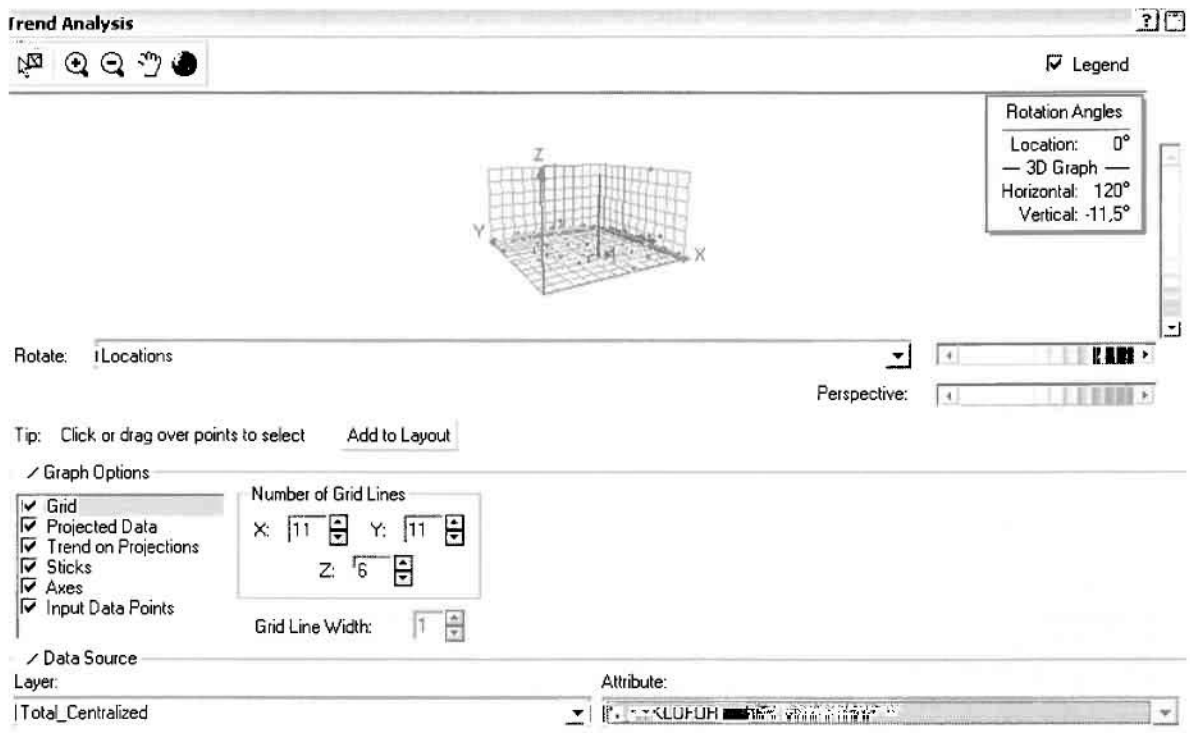 Trend Analysis
Legend
Rotation Angles
Location: 0°
3D Graph
Horizontal: 120°
Vertical: -11,5°
Z
Y
X
Rotate: Locations
Perspective:
Tip: Click or drag over points to select Add to Layout
Graph Options
Grid
Projected Data
Trend on Projections
Sticks
Axes
Input Data Points
Number of Grid Lines
X: 11 Y: 11
Z: 6
Grid Line Width: 1
Data Source
Layer: Attribute:
Total_Centralized